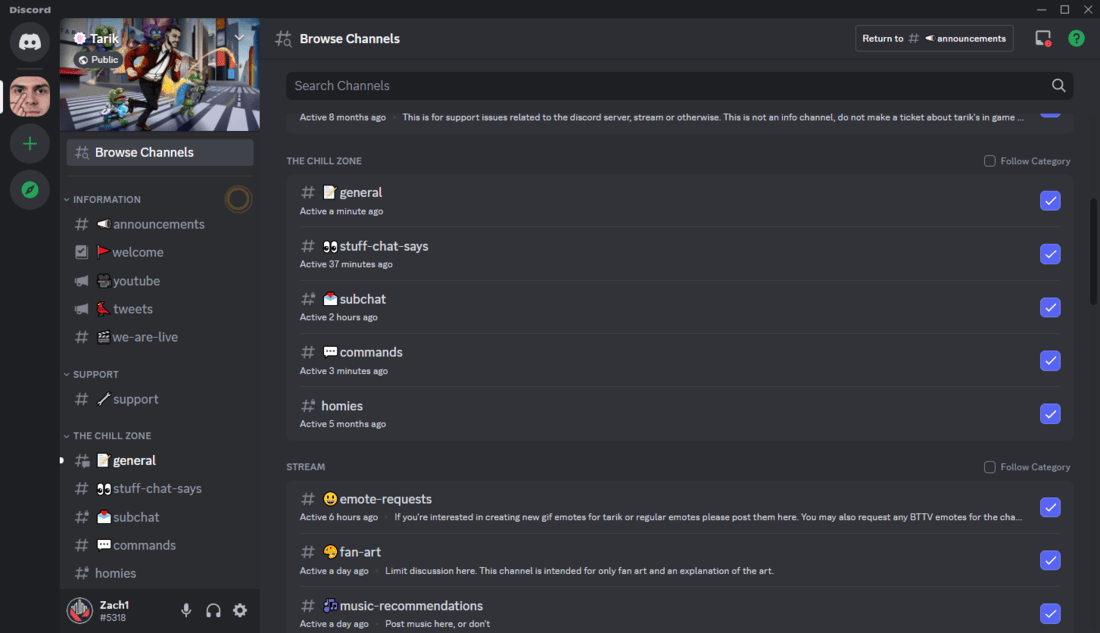 Discord
Tarik
Public
Browse Channels
INFORMATION
announcements
welcome
youtube
tweets
we-are-live
SUPPORT
support
THE CHILL ZONE
general
stuff-chat-says
subchat
commands
homies
Zach1
#5318
Browse Channels
Return to announcements
Search Channels
Active 8 months ago · This is for support issues related to the discord server, stream or otherwise. This is not an info channel, do not make a ticket about tarik's in game ...
THE CHILL ZONE
Follow Category
general
Active a minute ago
stuff-chat-says
Active 37 minutes ago
subchat
Active 2 hours ago
commands
Active 3 minutes ago
homies
Active 5 months ago
STREAM
Follow Category
emote-requests
Active 6 hours ago · If you're interested in creating new gif emotes for tarik or regular emotes please post them here. You may also request any BTTV emotes for the cha...
fan-art
Active a day ago · Limit discussion here. This channel is intended for only fan art and an explanation of the art.
music-recommendations
Active a day ago · Post music here, or don't